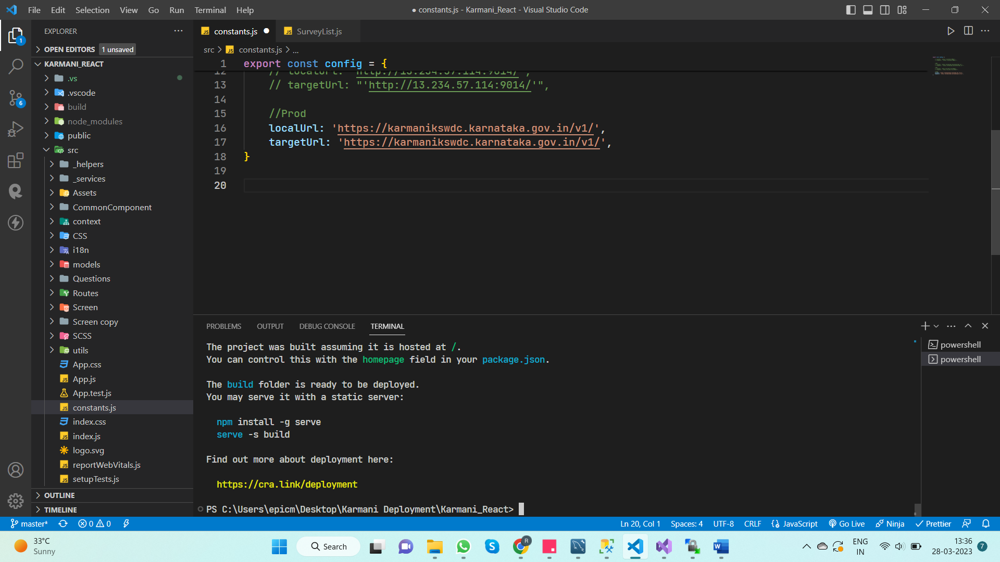 File Edit Selection View Go Run Terminal Help
● constants.js - Karmani_React - Visual Studio Code
EXPLORER
OPEN EDITORS 1 unsaved
KARMANI_REACT
.vs
.vscode
build
node_modules
public
src
_helpers
_services
Assets
CommonComponent
context
CSS
i18n
models
Questions
Routes
Screen
Screen copy
SCSS
utils
App.css
App.js
App.test.js
constants.js
index.css
index.js
logo.svg
reportWebVitals.js
setupTests.js
OUTLINE
TIMELINE
1
6
constants.js
SurveyList.js
src > constants.js > ...
1 export const config = {
12 // localUrl: "http://13.234.57.114:9014/",
13 // targetUrl: "'http://13.234.57.114:9014/'",
14
15 //Prod
16 localUrl: 'https://karmanikswdc.karnataka.gov.in/v1/',
17 targetUrl: 'https://karmanikswdc.karnataka.gov.in/v1/',
18 }
19
20
PROBLEMS OUTPUT DEBUG CONSOLE TERMINAL
The project was built assuming it is hosted at /.
You can control this with the homepage field in your package.json.
The build folder is ready to be deployed.
You may serve it with a static server:
npm install -g serve
serve -s build
Find out more about deployment here:
https://cra.link/deployment
PS C:\Users\epicm\Desktop\Karmani Deployment\Karmani_React>
powershell
powershell
master* 0 0
Ln 20, Col 1 Spaces: 4 UTF-8 CRLF JavaScript Go Live Ninja Prettier
33°C
Sunny
Search
R
ENG
IN
13:36
28-03-2023
7